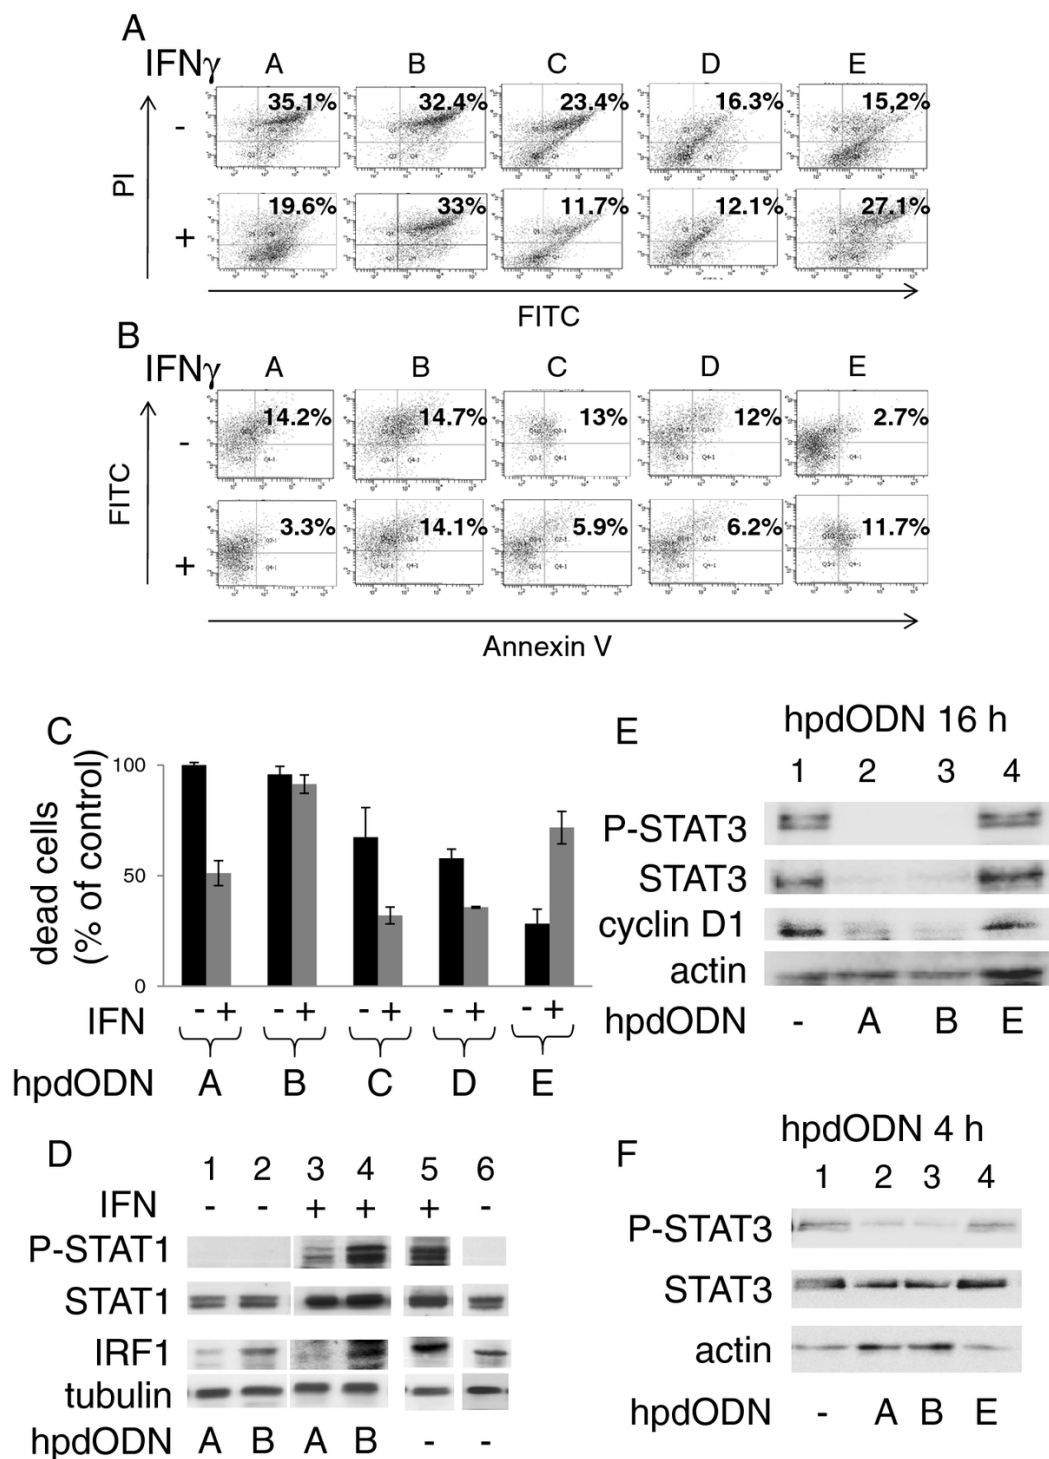 A
IFNγ A B C D E
- 35.1% 32.4% 23.4% 16.3% 15,2%
PI
+ 19.6% 33% 11.7% 12.1% 27.1%
FITC
B
IFNγ A B C D E
- 14.2% 14.7% 13% 12% 2.7%
FITC
+ 3.3% 14.1% 5.9% 6.2% 11.7%
Annexin V
C
dead cells
(% of control)
100
50
0
IFN - + - + - + - + - +
hpdODN A B C D E
D
1 2 3 4 5 6
IFN - - + + + -
P-STAT1
STAT1
IRF1
tubulin
hpdODN A B A B - -
E
hpdODN 16 h
1 2 3 4
P-STAT3
STAT3
cyclin D1
actin
hpdODN - A B E
F
hpdODN 4 h
1 2 3 4
P-STAT3
STAT3
actin
hpdODN - A B E